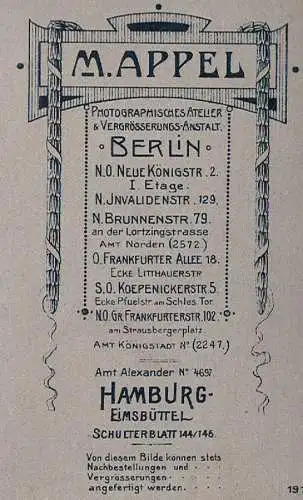 M. APPEL
PHOTOGRAPHISCHES ATELIER
& VERGRÖSSERUNGS-ANSTALT.
· BERLIN ·
N.O. NEUE KÖNIGSTR. 2.
I. Etage.
N. JNVALIDENSTR. 129.
N. BRUNNENSTR. 79.
an der Lortzingstrasse
AMT NORDEN (2572.)
O. FRANKFURTER ALLEE 18.
ECKE LITTHAUERSTR
S.O. KOEPENICKERSTR 5
Ecke Pfuelstr. am Schles. Tor.
N.O. GR. FRANKFURTERSTR. 102.
am Strausbergerplatz.
AMT KÖNIGSTADT No (2247.)
Amt Alexander No 4697.
HAMBURG-
EIMSBÜTTEL
SCHULTERBLATT 144/146.
Von diesem Bilde können stets
Nachbestellungen und · · ·
Vergrösserungen · · · ·
angefertigt werden. · · ·
191